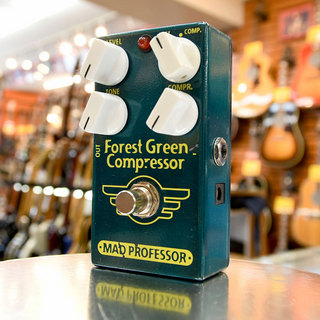 LEVEL
COMP.
TONE
COMPR.
OUT
Forest Green
Compressor
MAD PROFESSOR